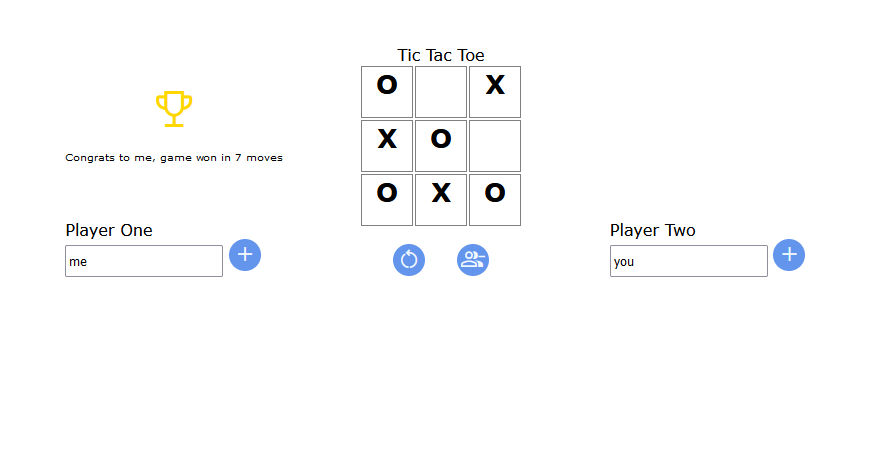 Tic Tac Toe
O X
X O
O X O
Congrats to me, game won in 7 moves
Player One
me
Player Two
you